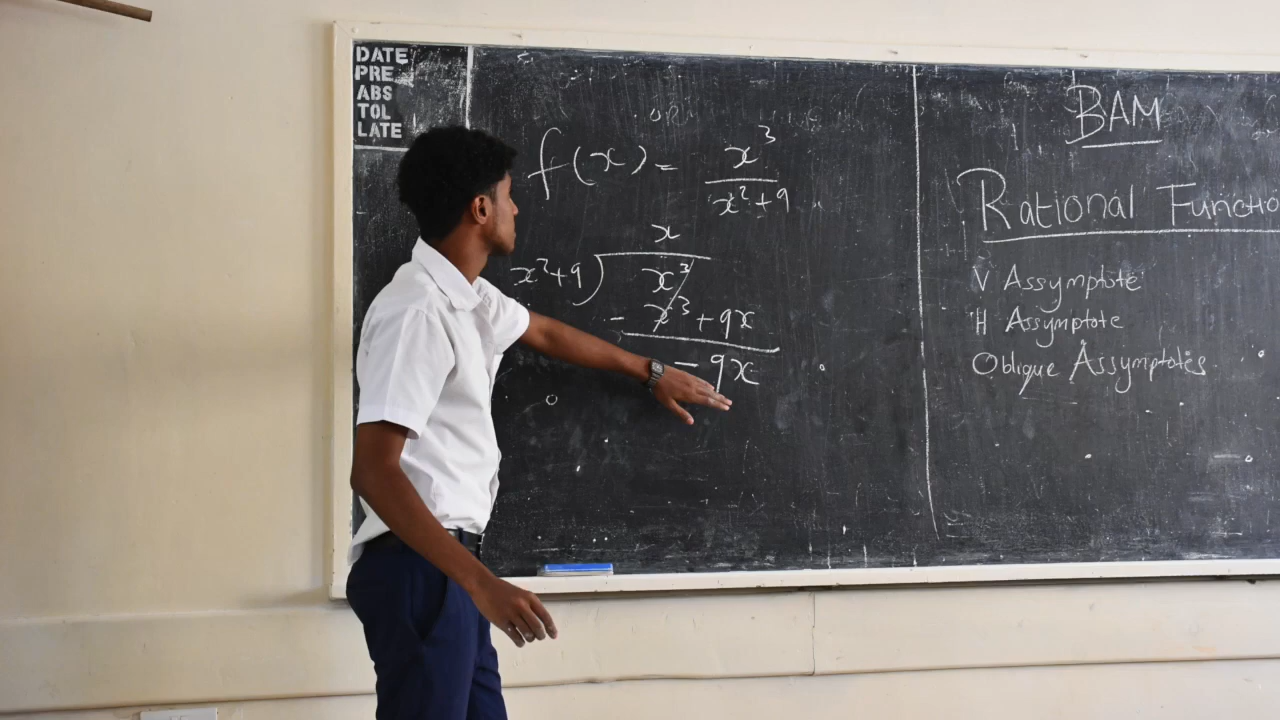 DATE
PRE
ABS
TOL
LATE
f(x) = x³/x²+9
x
x²+9 ) x³
- x³ + 9x
- 9x
BAM
Rational Functio
V Assymptote
H Assymptote
Oblique Assymptotes